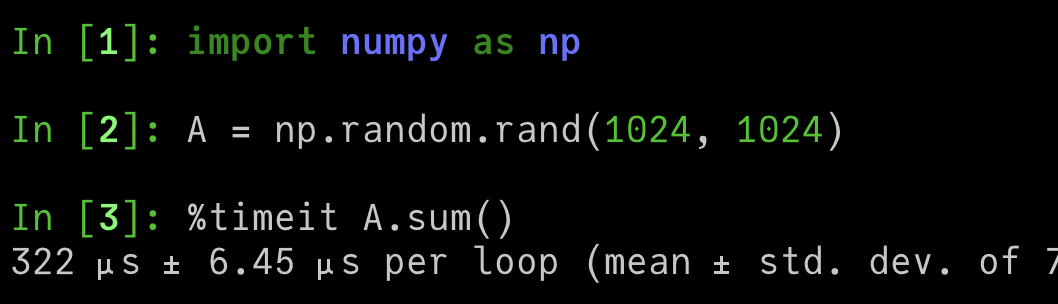 In [1]: import numpy as np
In [2]: A = np.random.rand(1024, 1024)
In [3]: %timeit A.sum()
322 μs ± 6.45 μs per loop (mean ± std. dev. of 7